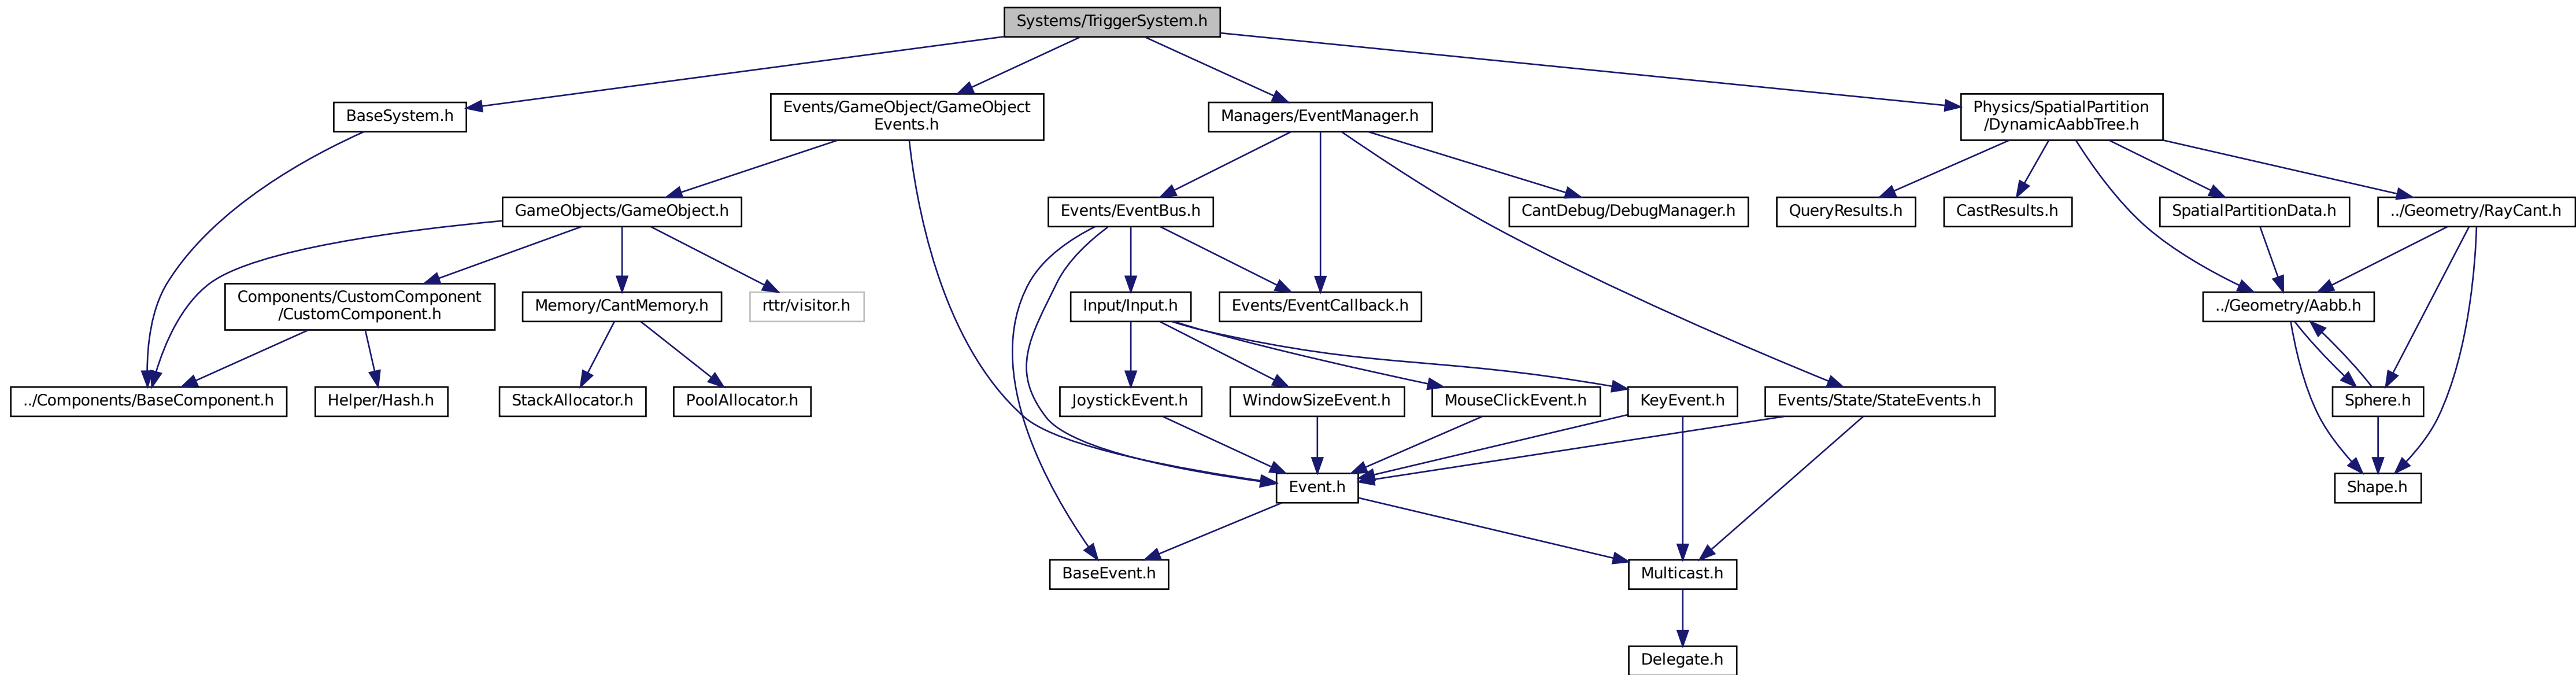 Systems/TriggerSystem.h
BaseSystem.h
Events/GameObject/GameObject
Events.h
Managers/EventManager.h
Physics/SpatialPartition
/DynamicAabbTree.h
GameObjects/GameObject.h
Events/EventBus.h
CantDebug/DebugManager.h
QueryResults.h
CastResults.h
SpatialPartitionData.h
../Geometry/RayCant.h
Components/CustomComponent
/CustomComponent.h
Memory/CantMemory.h
rttr/visitor.h
Input/Input.h
Events/EventCallback.h
../Geometry/Aabb.h
../Components/BaseComponent.h
Helper/Hash.h
StackAllocator.h
PoolAllocator.h
JoystickEvent.h
WindowSizeEvent.h
MouseClickEvent.h
KeyEvent.h
Events/State/StateEvents.h
Sphere.h
Event.h
Shape.h
BaseEvent.h
Multicast.h
Delegate.h